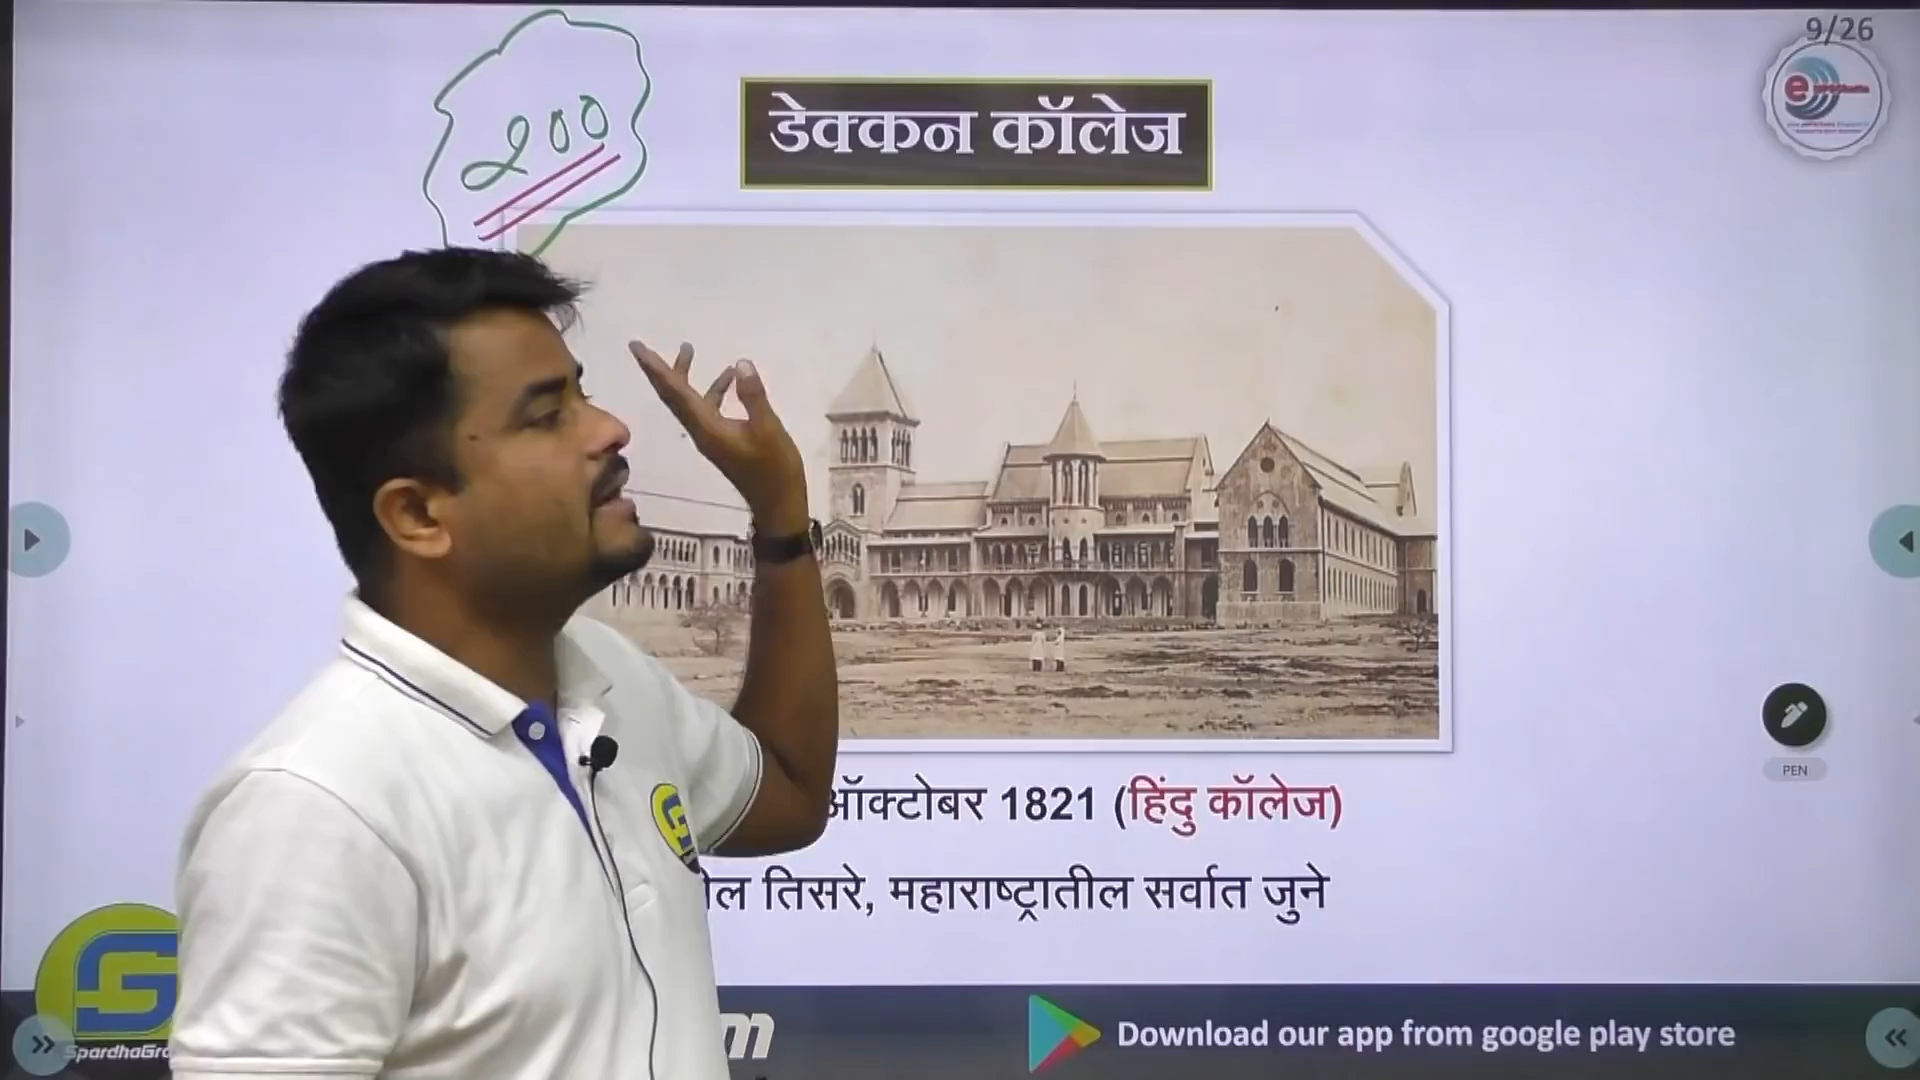 9/26
200
डेक्कन कॉलेज
ऑक्टोबर 1821 (हिंदु कॉलेज)
तिसरे, महाराष्ट्रातील सर्वात जुने
PEN
Download our app from google play store